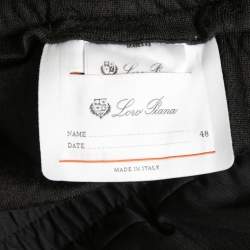 Loro Piana
NAME 48
DATE
MADE IN ITALY